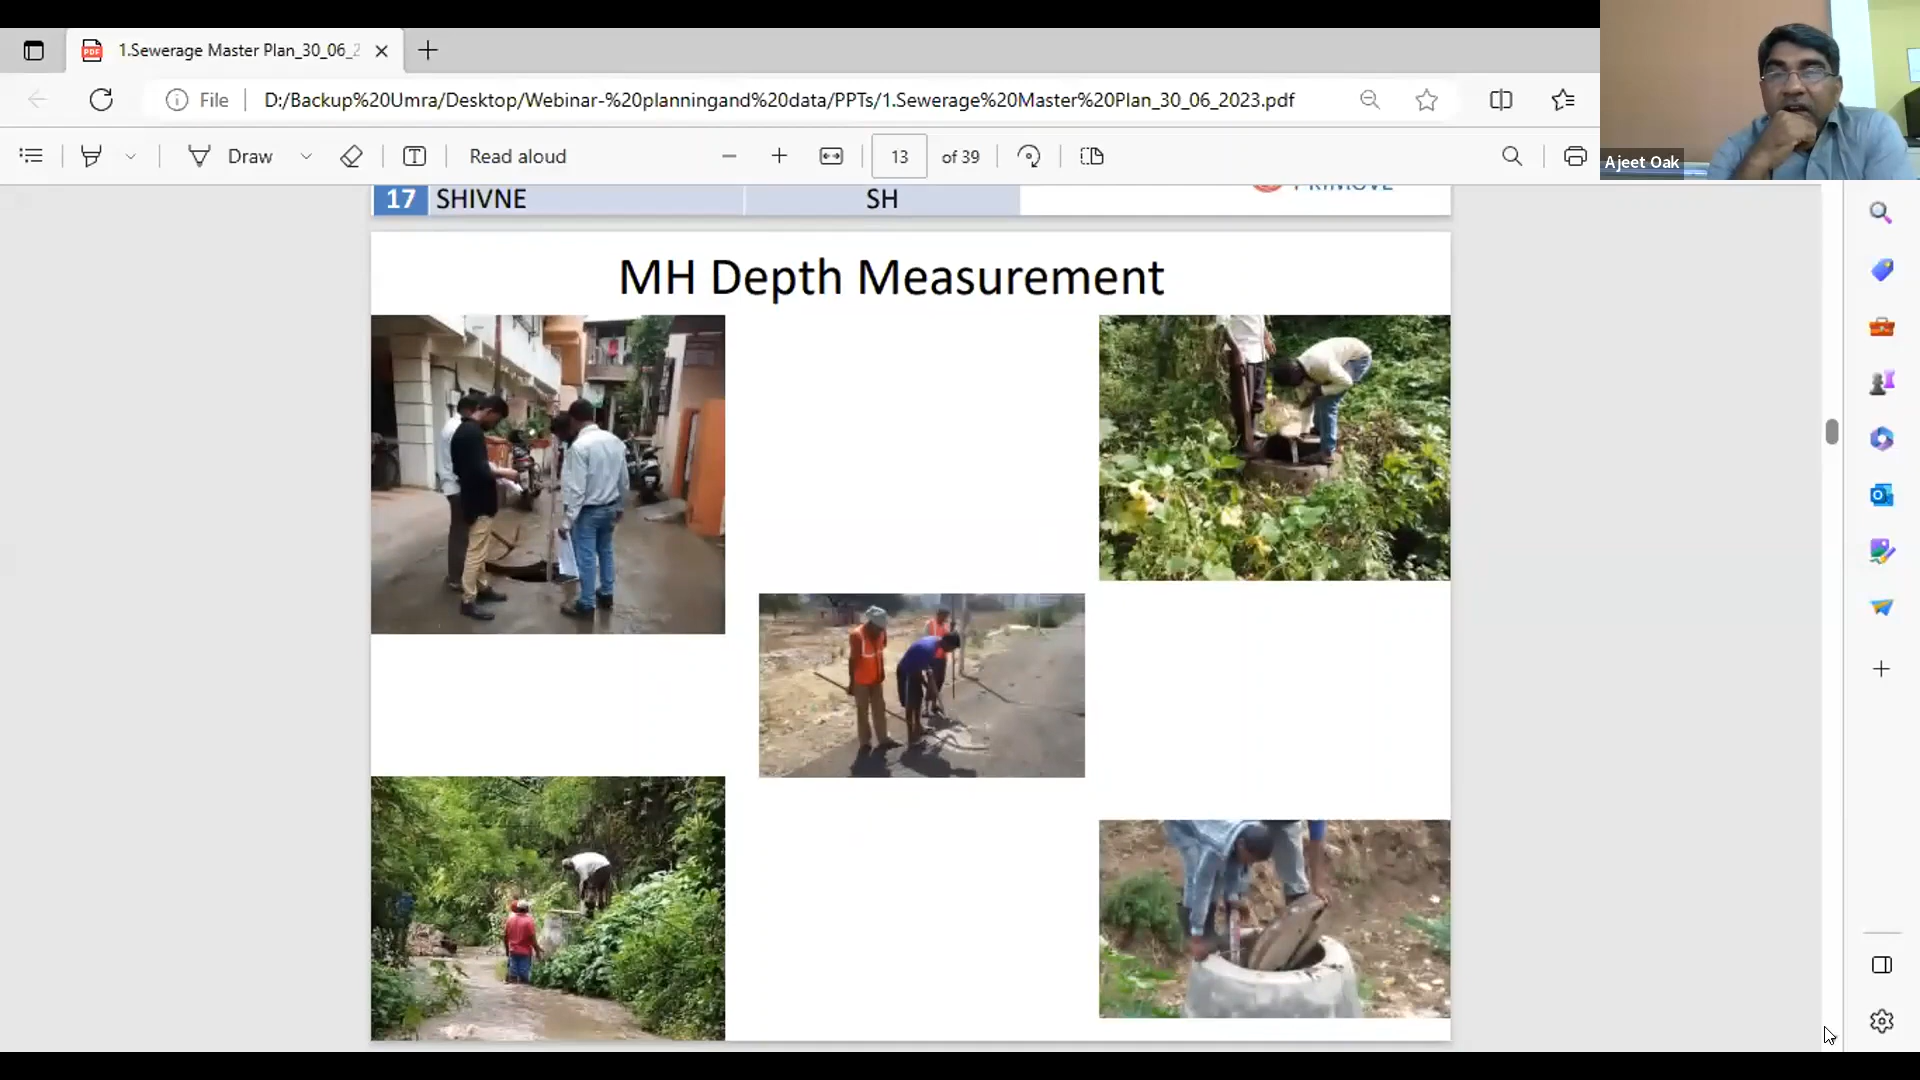 1.Sewerage Master Plan_30_06_2
File
D:/Backup%20Umra/Desktop/Webinar-%20planningand%20data/PPTs/1.Sewerage%20Master%20Plan_30_06_2023.pdf
Draw
Read aloud
13
of 39
Ajeet Oak
17 SHIVNE SH
MH Depth Measurement